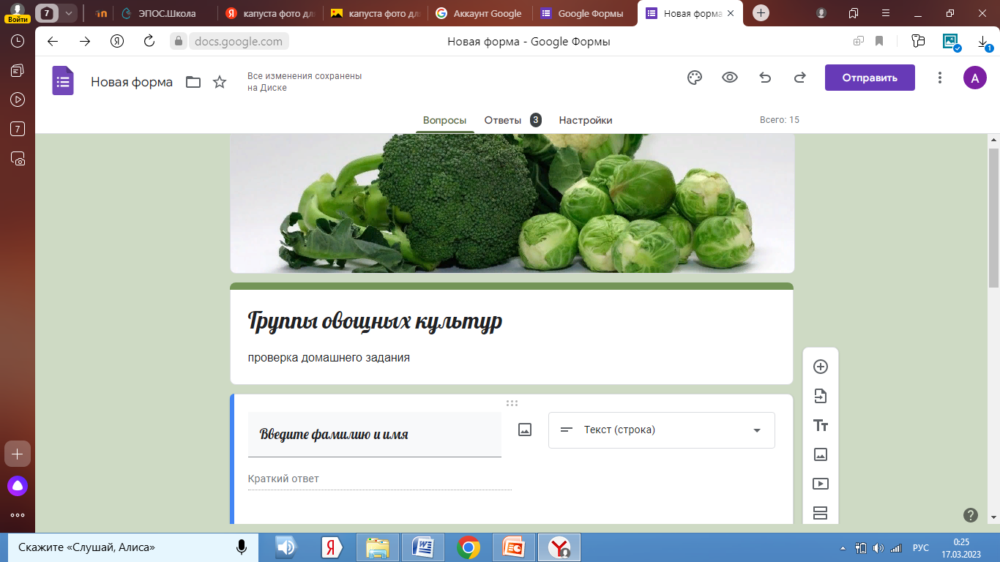 Войти
7
ЭПОС.Школа
капуста фото дл
капуста фото дл
Аккаунт Google
Google Формы
Новая форма
docs.google.com
Новая форма - Google Формы
1
7
Новая форма
Все изменения сохранены
на Диске
Отправить
А
Вопросы
Ответы 3
Настройки
Всего: 15
Группы овощных культур
проверка домашнего задания
Введите фамилию и имя
Текст (строка)
Краткий ответ
Скажите «Слушай, Алиса»
РУС
0:25
17.03.2023